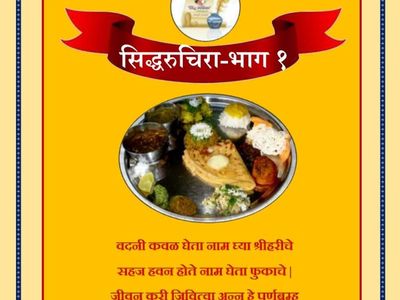 सिद्धरुचिरा-भाग १
वदनी कवळ घेता नाम घ्या श्रीहरीचे
सहज हवन होते नाम घेता फुकाचे|
जीवन करी जिवित्वा अन्न हे पूर्णब्रह्म